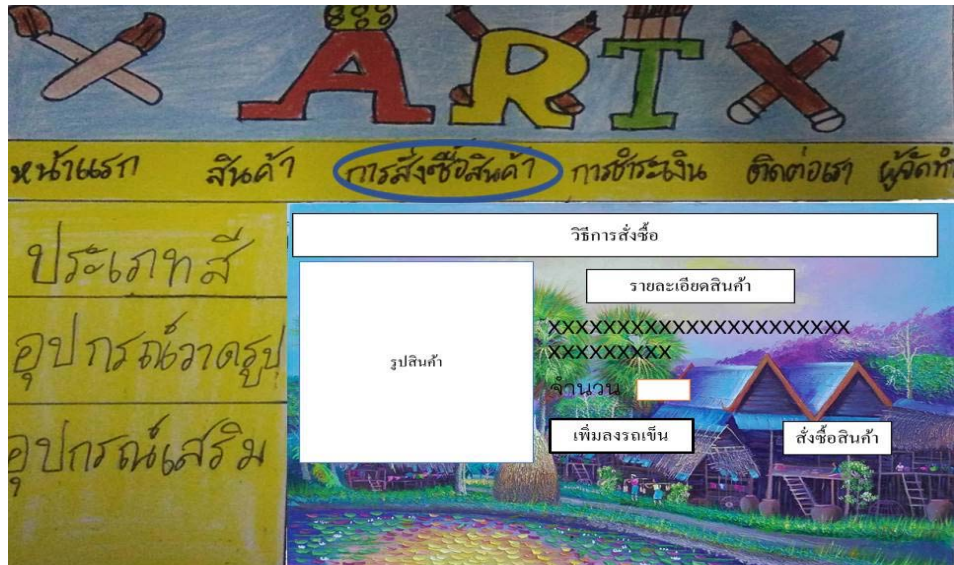 ART
หน้าแรก สินค้า การสั่งซื้อสินค้า การชำระเงิน ติดต่อเรา ผู้จัดทำ
ประเภทสี
อุปกรณ์วาดรูป
อุปกรณ์เสริม
วิธีการสั่งซื้อ
รูปสินค้า
รายละเอียดสินค้า
XXXXXXXXXXXXXXXXXXXXXX
XXXXXXXXX
จำนวน
เพิ่มลงรถเข็น
สั่งซื้อสินค้า